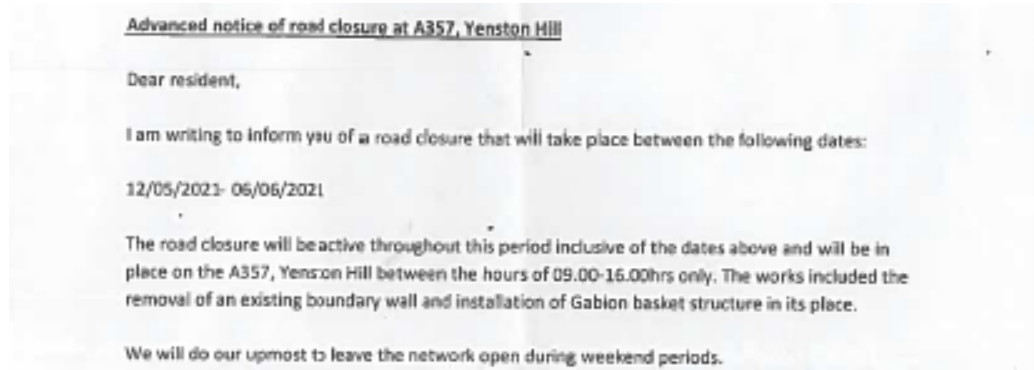 Advanced notice of road closure at A357, Yenston Hill
Dear resident,
I am writing to inform you of a road closure that will take place between the following dates:
12/05/2021- 06/06/2021
The road closure will be active throughout this period inclusive of the dates above and will be in
place on the A357, Yenston Hill between the hours of 09.00-16.00hrs only. The works included the
removal of an existing boundary wall and installation of Gabion basket structure in its place.
We will do our upmost to leave the network open during weekend periods.